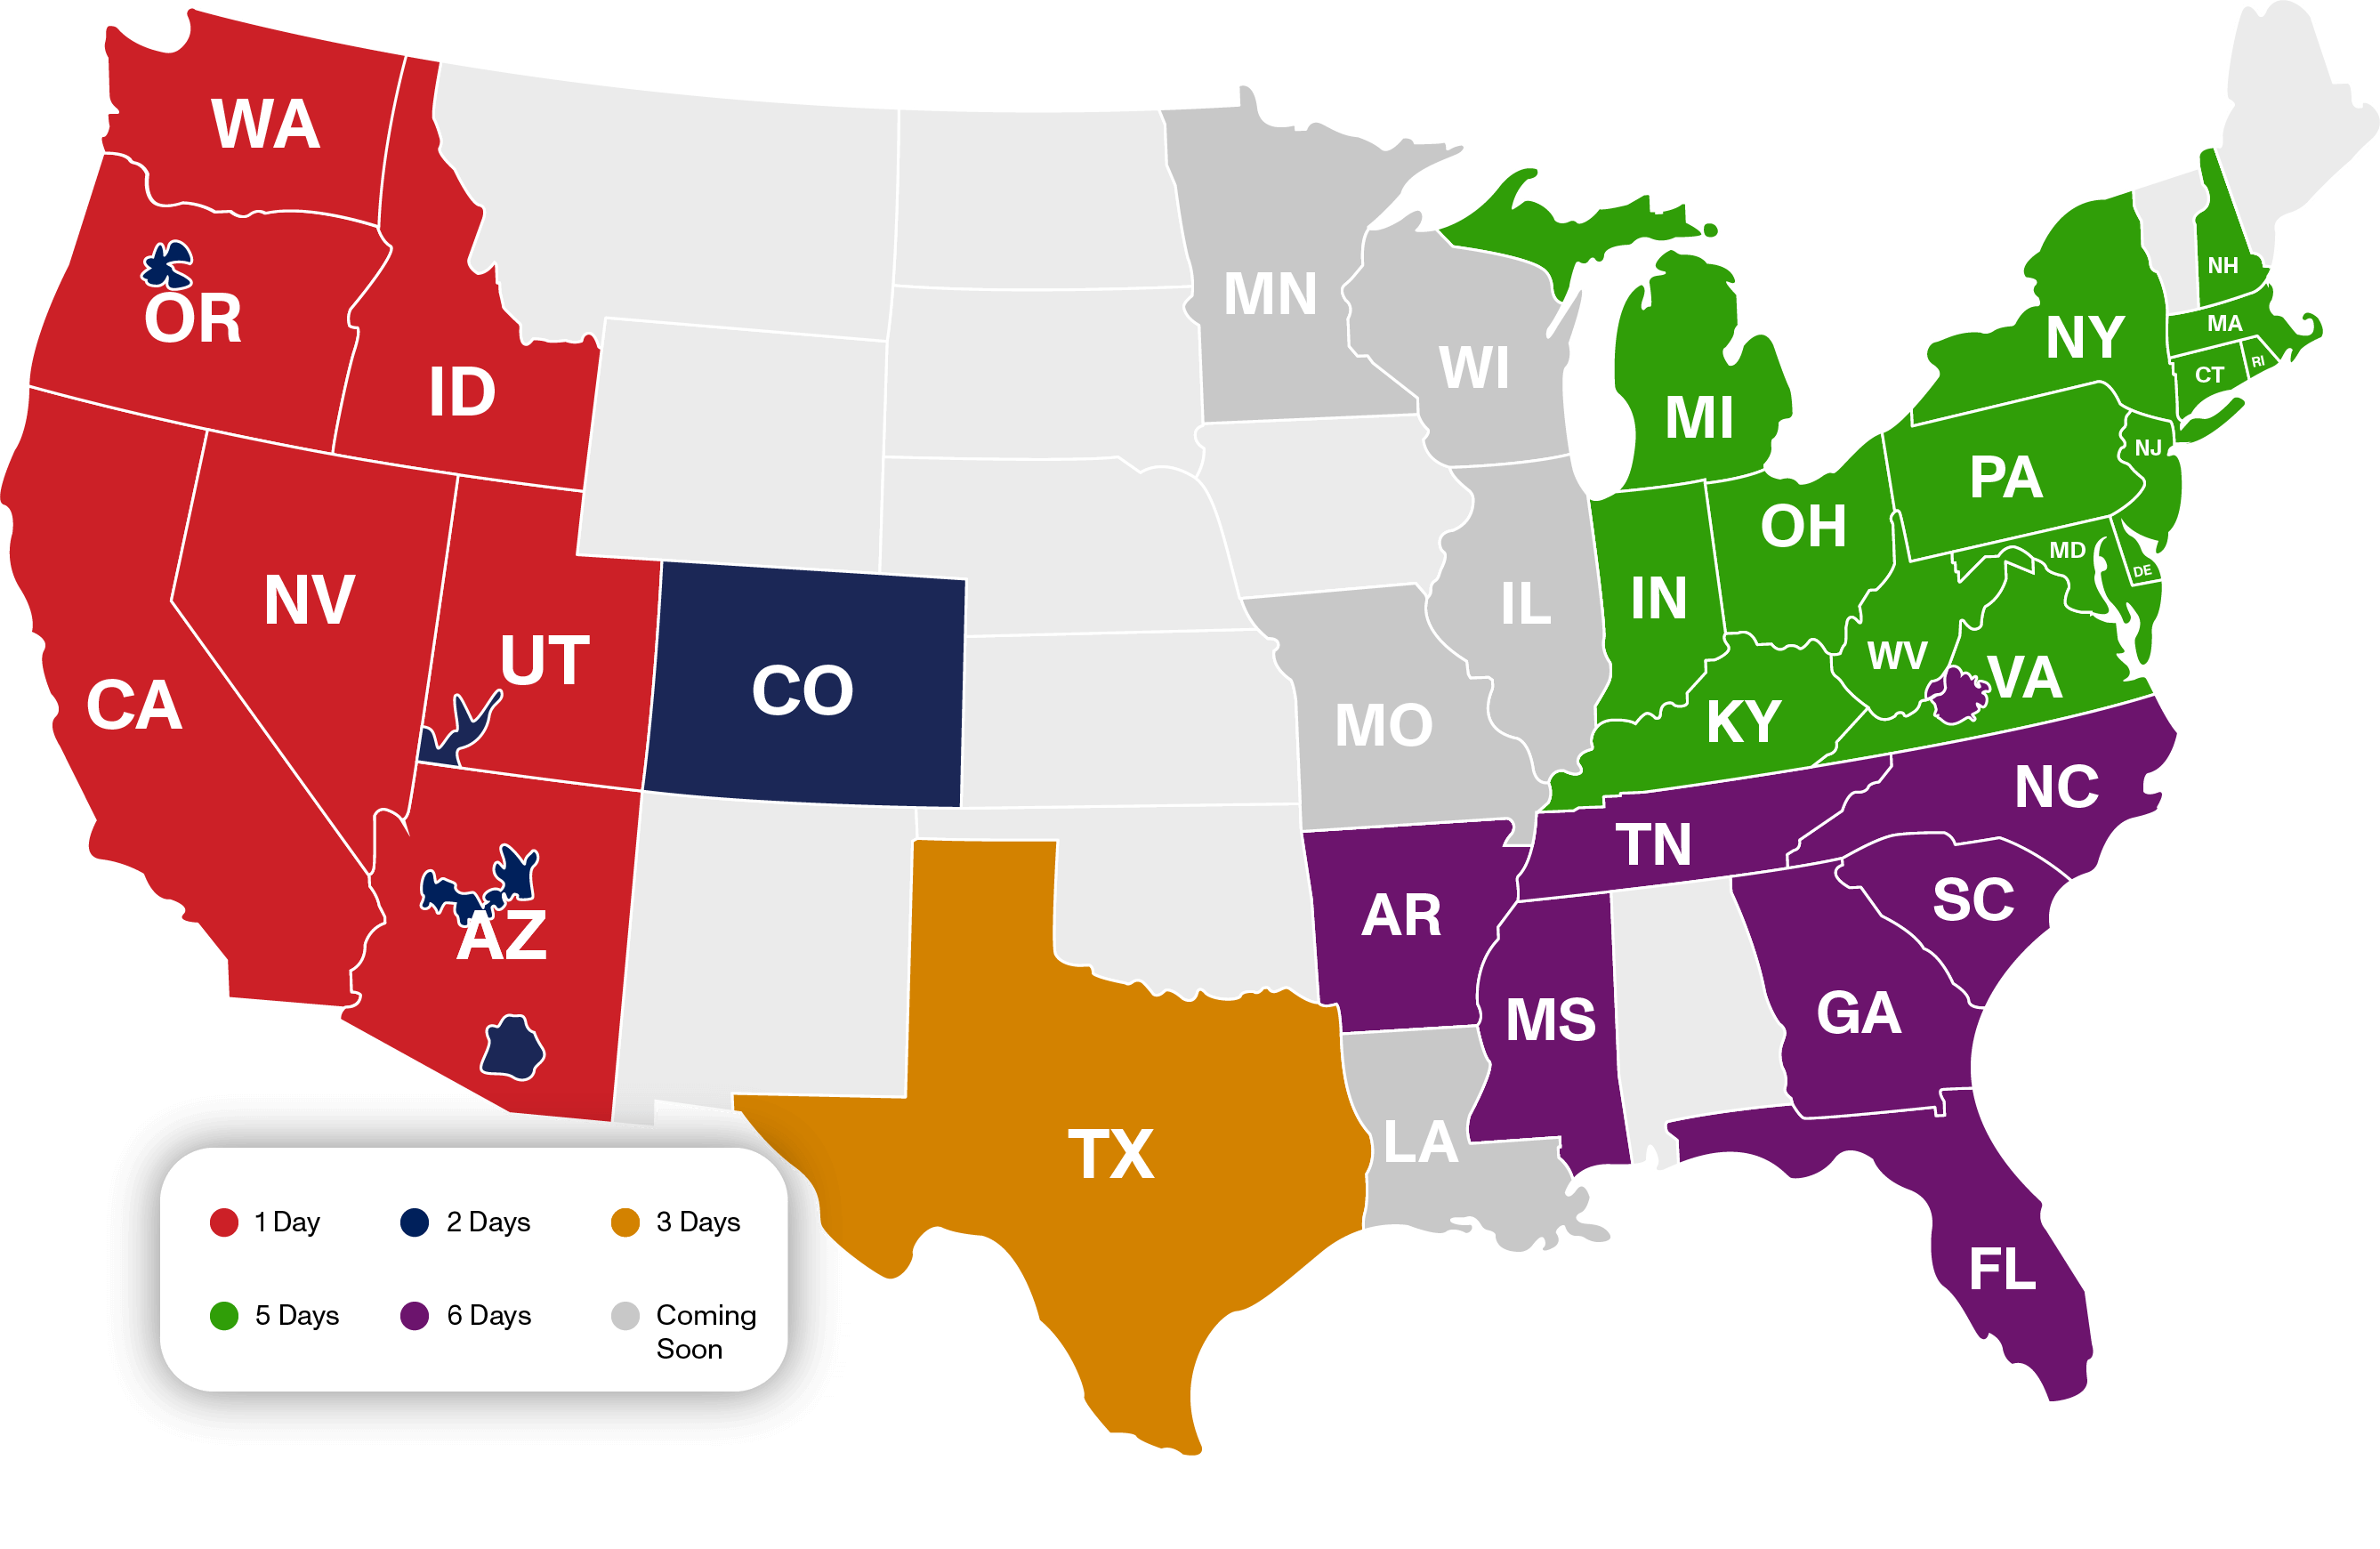 WA
OR
ID
MN
WI
MI
NH
NY
MA
CT
RI
NJ
PA
OH
MD
DE
NV
UT
CO
IL
IN
WV
VA
CA
MO
KY
NC
TN
AZ
AR
SC
MS
GA
LA
TX
FL
1 Day
2 Days
3 Days
5 Days
6 Days
Coming
Soon